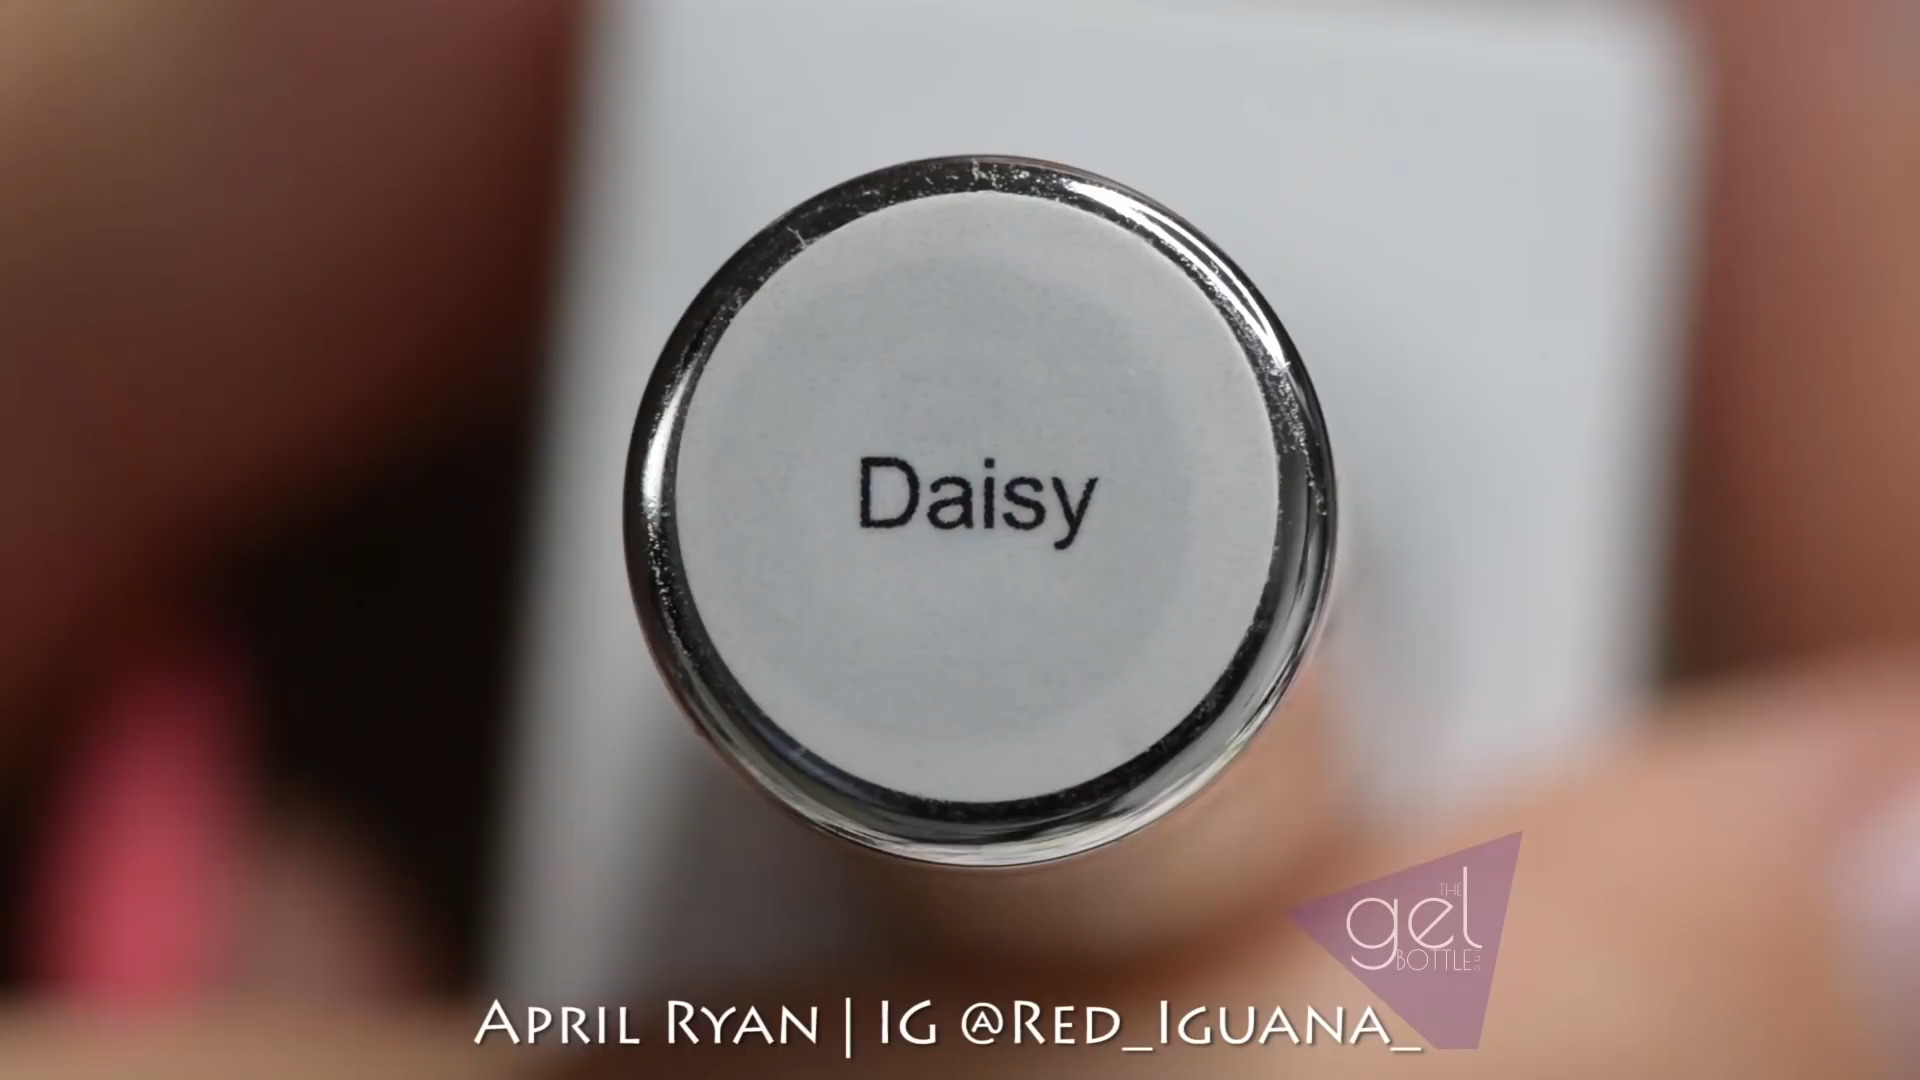 Daisy
THE
gel
BOTTLE
APRIL RYAN | IG @RED_IGUANA_